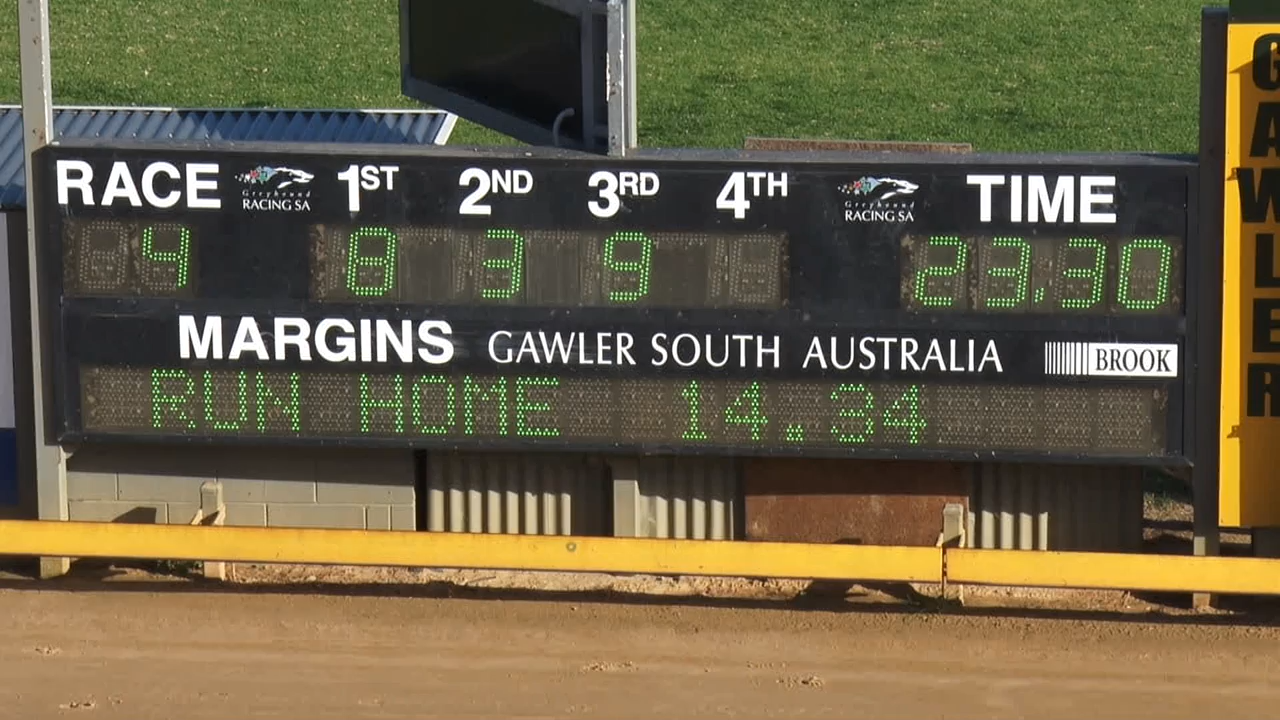 RACE Greyhound RACING SA 1ST 2ND 3RD 4TH Greyhound RACING SA TIME
4 8 3 9 23.30
MARGINS GAWLER SOUTH AUSTRALIA BROOK
RUN HOME 14.34
GAWLER